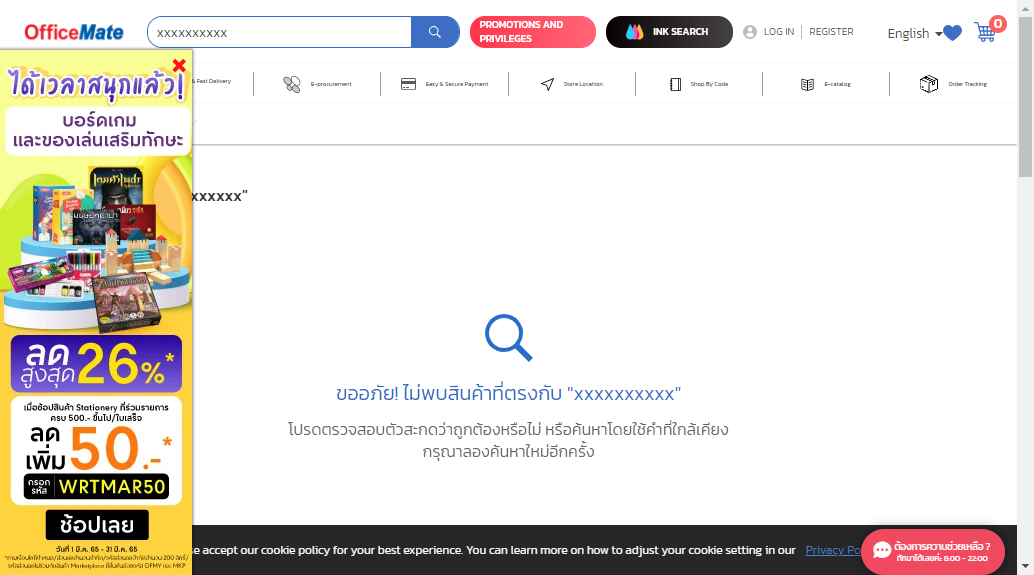 OfficeMate
xxxxxxxxxx
PROMOTIONS AND
PRIVILEGES
INK SEARCH
LOG IN
REGISTER
English
0
& Fast Delivery
E-procurement
Easy & Secure Payment
Store Location
Shop By Code
E-catalog
Order Tracking
ได้เวลาสนุกแล้ว!
บอร์ดเกม
และของเล่นเสริมทักษะ
xxxxxx"
ลด
สูงสุด 26%*
เมื่อช้อปสินค้า Stationery ที่ร่วมรายการ
ครบ 500.- ขึ้นไป/ใบเสร็จ
ลด
เพิ่ม 50.-*
กรอก
รหัส WRTMAR50
ช้อปเลย
วันที่ 1 มี.ค. 65 - 31 มี.ค. 65
ขออภัย! ไม่พบสินค้าที่ตรงกับ "xxxxxxxxxx"
โปรดตรวจสอบตัวสะกดว่าถูกต้องหรือไม่ หรือค้นหาโดยใช้คำที่ใกล้เคียง
กรุณาลองค้นหาใหม่อีกครั้ง
e accept our cookie policy for your best experience. You can learn more on how to adjust your cookie setting in our Privacy Po
ต้องการความช่วยเหลือ ?
ทักมาได้เลยค่ะ 8:00 - 22:00